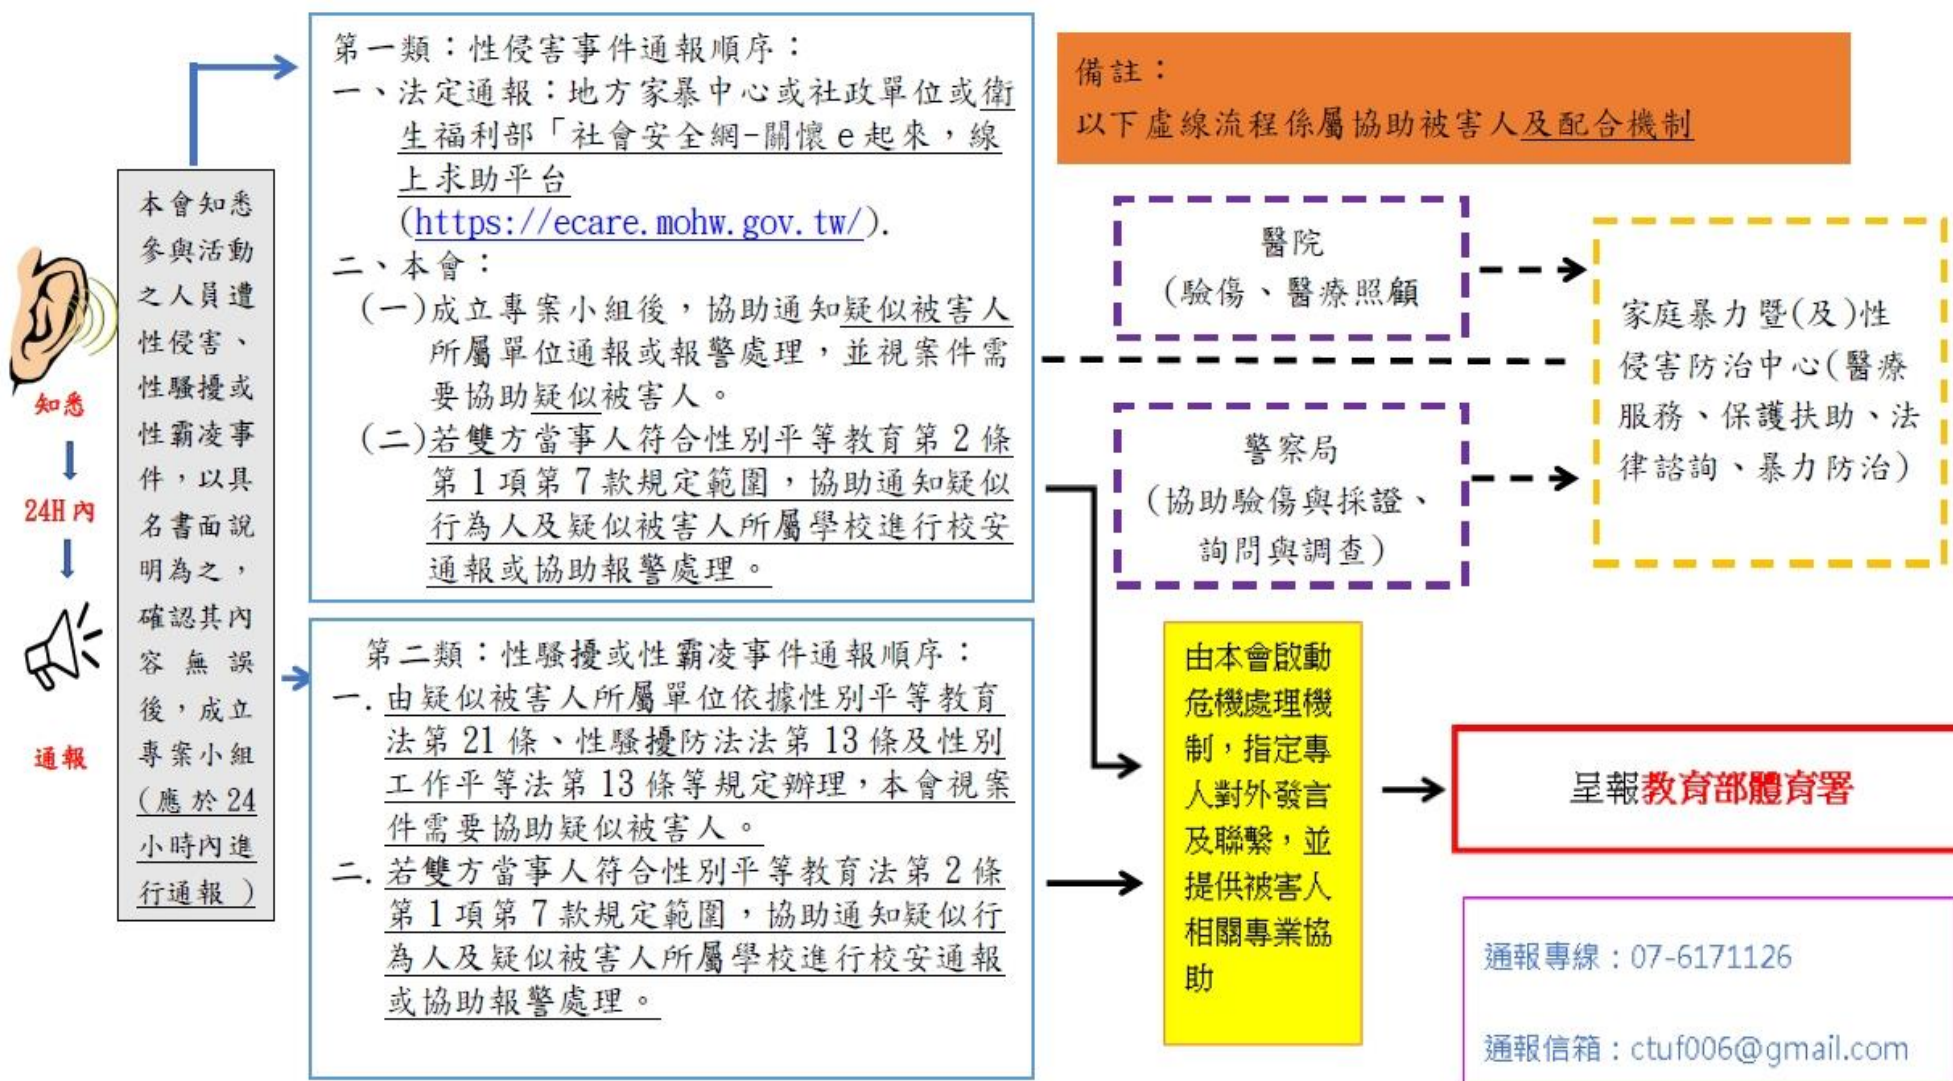 知悉
24H內
通報
本會知悉
參與活動
之人員遭
性侵害、
性騷擾或
性霸凌事
件，以具
名書面說
明為之，
確認其內
容無誤
後，成立
專案小組
(應於24
小時內進
行通報 )
第一類：性侵害事件通報順序：
一、法定通報：地方家暴中心或社政單位或衛
生福利部「社會安全網-關懷e起來，線
上求助平台
(https://ecare.mohw.gov.tw/).
二、本會：
(一)成立專案小組後，協助通知疑似被害人
所屬單位通報或報警處理，並視案件需
要協助疑似被害人。
(二)若雙方當事人符合性別平等教育第2條
第1項第7款規定範圍，協助通知疑似
行為人及疑似被害人所屬學校進行校安
通報或協助報警處理。
第二類：性騷擾或性霸凌事件通報順序：
一.由疑似被害人所屬單位依據性別平等教育
法第21條、性騷擾防法法第13條及性別
工作平等法第13條等規定辦理，本會視案
件需要協助疑似被害人。
二.若雙方當事人符合性別平等教育法第2條
第1項第7款規定範圍，協助通知疑似行
為人及疑似被害人所屬學校進行校安通報
或協助報警處理。
備註：
以下虛線流程係屬協助被害人及配合機制
醫院
(驗傷、醫療照顧
警察局
(協助驗傷與採證、
詢問與調查)
家庭暴力暨(及)性
侵害防治中心(醫療
服務、保護扶助、法
律諮詢、暴力防治)
由本會啟動
危機處理機
制，指定專
人對外發言
及聯繫，並
提供被害人
相關專業協
助
呈報教育部體育署
通報專線：07-6171126
通報信箱：ctuf006@gmail.com